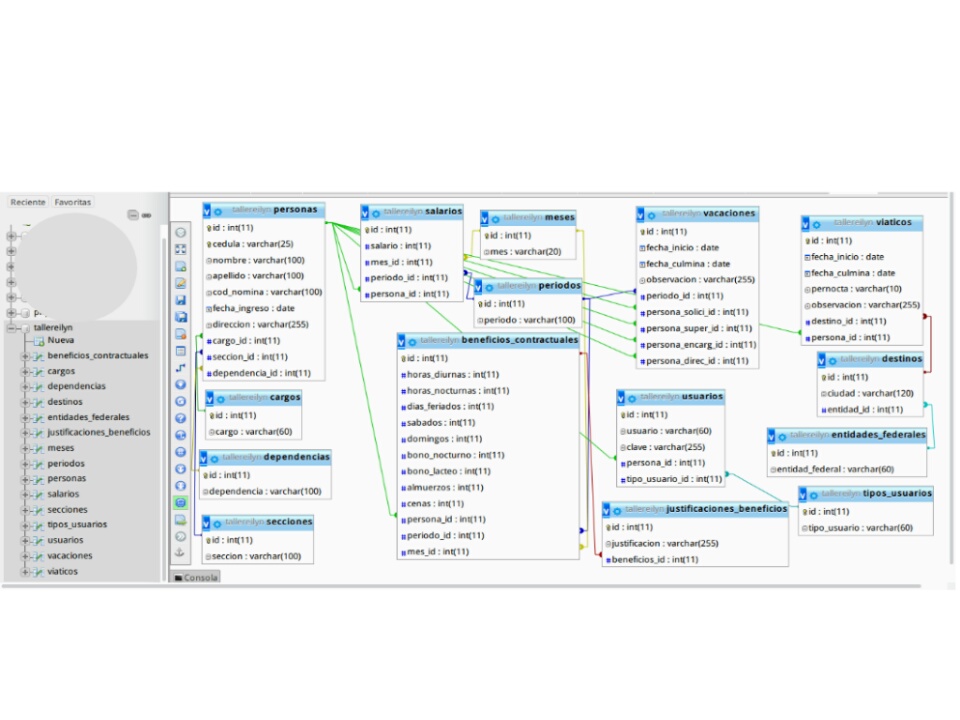 Reciente Favoritas
tallereilyn
Nueva
beneficios_contractuales
cargos
dependencias
destinos
entidades_federales
justificaciones_beneficios
meses
periodos
personas
salarios
secciones
tipos_usuarios
usuarios
vacaciones
viaticos
tallereilyn personas
id : int(11)
cedula : varchar(25)
nombre : varchar(100)
apellido : varchar(100)
cod_nomina : varchar(100)
fecha_ingreso : date
direccion : varchar(255)
cargo_id : int(11)
seccion_id : int(11)
dependencia_id : int(11)
tallereilyn cargos
id : int(11)
cargo : varchar(60)
tallereilyn dependencias
id : int(11)
dependencia : varchar(100)
tallereilyn secciones
id : int(11)
seccion : varchar(100)
tallereilyn salarios
id : int(11)
salario : int(11)
mes_id : int(11)
periodo_id : int(11)
persona_id : int(11)
tallereilyn meses
id : int(11)
mes : varchar(20)
tallereilyn periodos
id : int(11)
periodo : varchar(100)
tallereilyn beneficios_contractuales
id : int(11)
horas_diurnas : int(11)
horas_nocturnas : int(11)
dias_feriados : int(11)
sabados : int(11)
domingos : int(11)
bono_nocturno : int(11)
bono_lacteo : int(11)
almuerzos : int(11)
cenas : int(11)
persona_id : int(11)
periodo_id : int(11)
mes_id : int(11)
tallereilyn vacaciones
id : int(11)
fecha_inicio : date
fecha_culmina : date
observacion : varchar(255)
periodo_id : int(11)
persona_solici_id : int(11)
persona_super_id : int(11)
persona_encarg_id : int(11)
persona_direc_id : int(11)
tallereilyn usuarios
id : int(11)
usuario : varchar(60)
clave : varchar(255)
persona_id : int(11)
tipo_usuario_id : int(11)
tallereilyn justificaciones_beneficios
id : int(11)
justificacion : varchar(255)
beneficios_id : int(11)
tallereilyn viaticos
id : int(11)
fecha_inicio : date
fecha_culmina : date
pernocta : varchar(10)
observacion : varchar(255)
destino_id : int(11)
persona_id : int(11)
tallereilyn destinos
id : int(11)
ciudad : varchar(120)
entidad_id : int(11)
tallereilyn entidades_federales
id : int(11)
entidad_federal : varchar(60)
tallereilyn tipos_usuarios
id : int(11)
tipo_usuario : varchar(60)
Consola